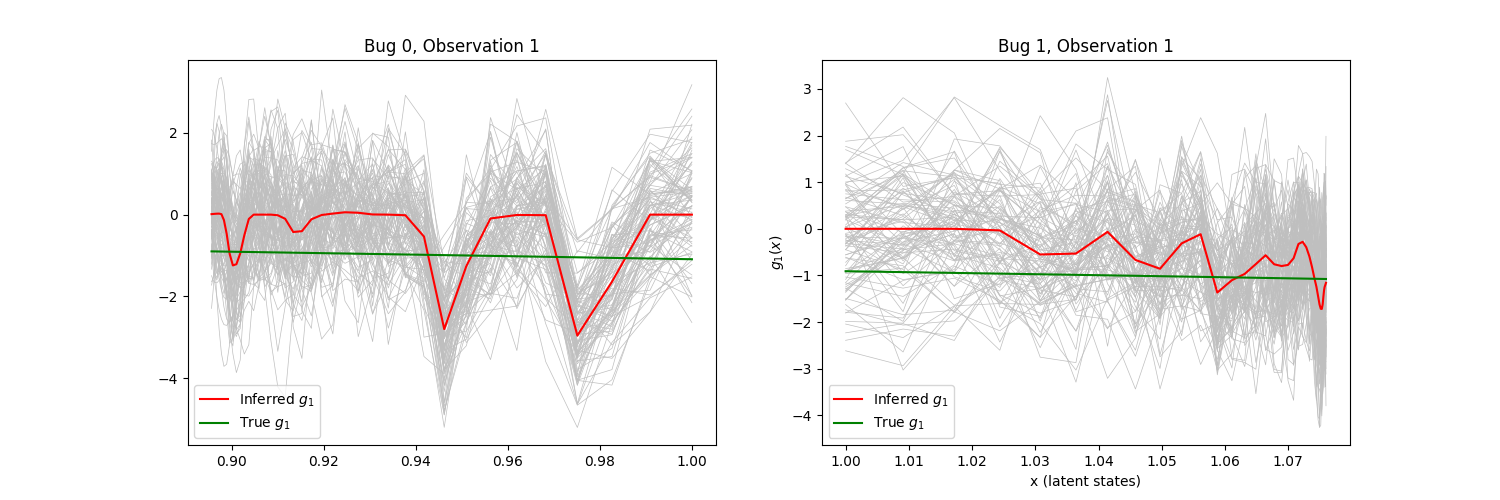 Bug 0, Observation 1
2
0
−2
−4
0.90 0.92 0.94 0.96 0.98 1.00
Inferred g₁
True g₁
Bug 1, Observation 1
g₁(x)
3
2
1
0
−1
−2
−3
−4
1.00 1.01 1.02 1.03 1.04 1.05 1.06 1.07
x (latent states)
Inferred g₁
True g₁